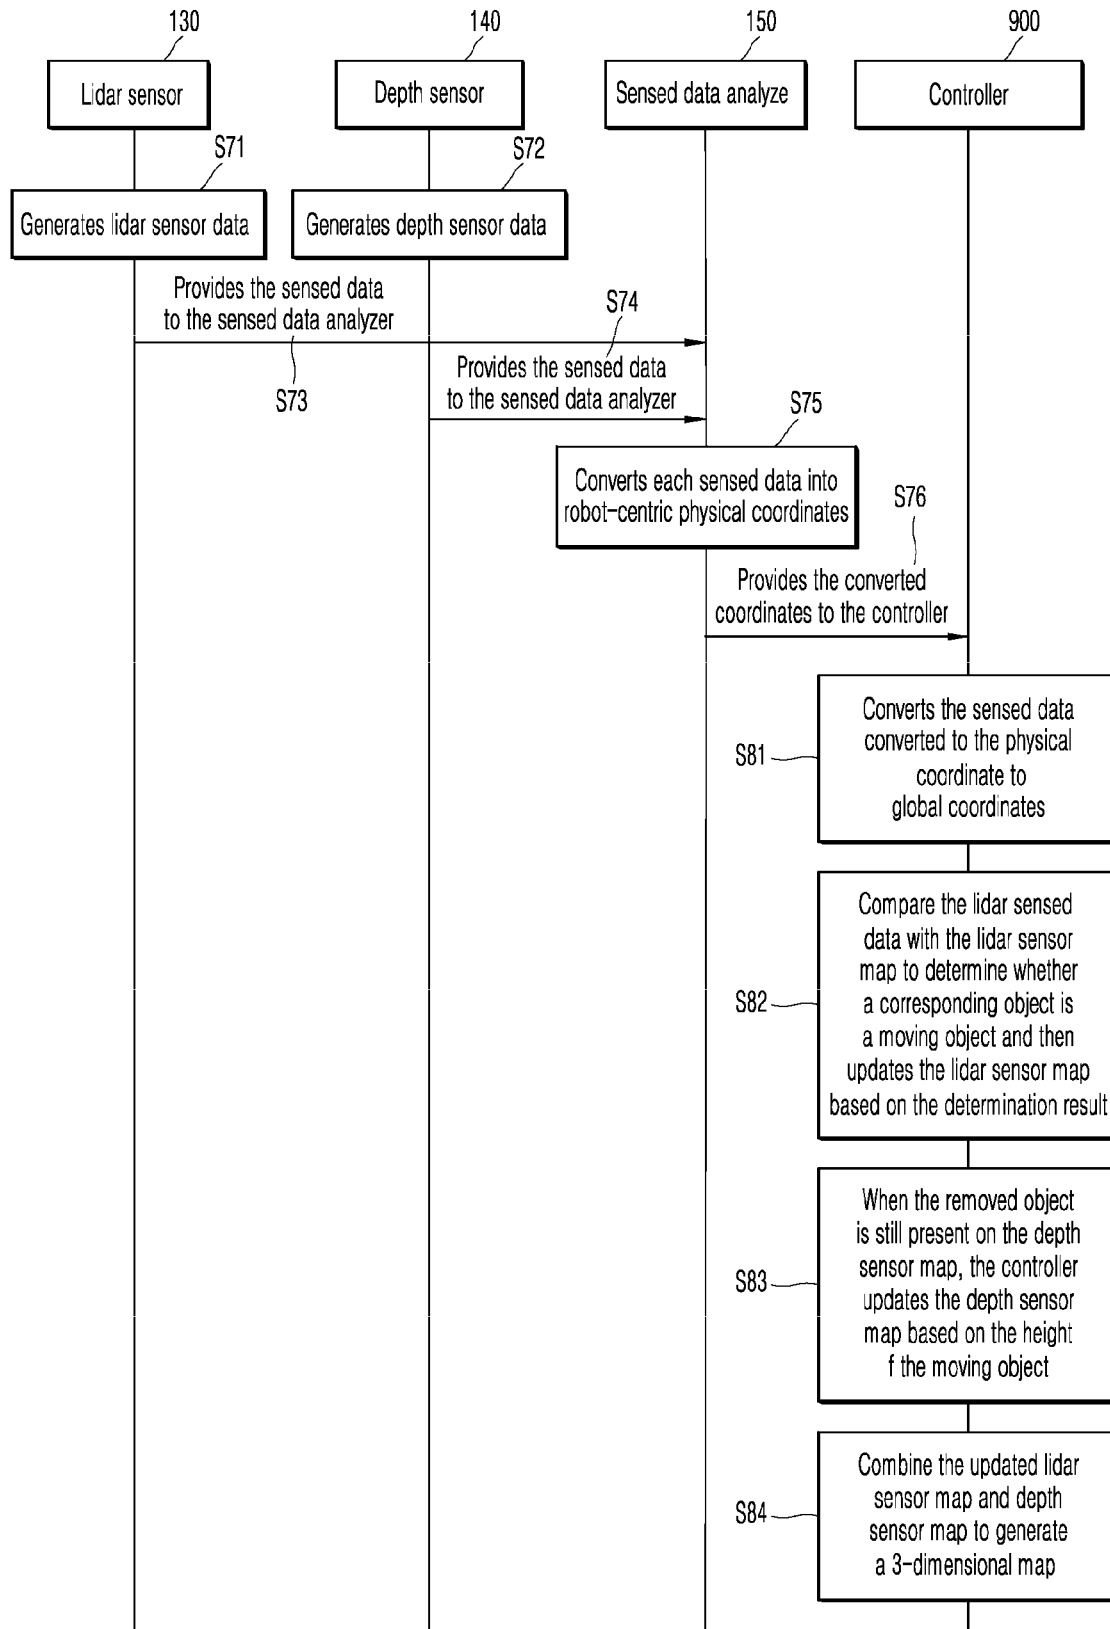 130
140
150
900
Lidar sensor
Depth sensor
Sensed data analyze
Controller
S71
S72
Generates lidar sensor data
Generates depth sensor data
Provides the sensed data
to the sensed data analyzer
S73
S74
Provides the sensed data
to the sensed data analyzer
S75
Converts each sensed data into
robot-centric physical coordinates
S76
Provides the converted
coordinates to the controller
S81
Converts the sensed data
converted to the physical
coordinate to
global coordinates
S82
Compare the lidar sensed
data with the lidar sensor
map to determine whether
a corresponding object is
a moving object and then
updates the lidar sensor map
based on the determination result
S83
When the removed object
is still present on the depth
sensor map, the controller
updates the depth sensor
map based on the height
f the moving object
S84
Combine the updated lidar
sensor map and depth
sensor map to generate
a 3-dimensional map